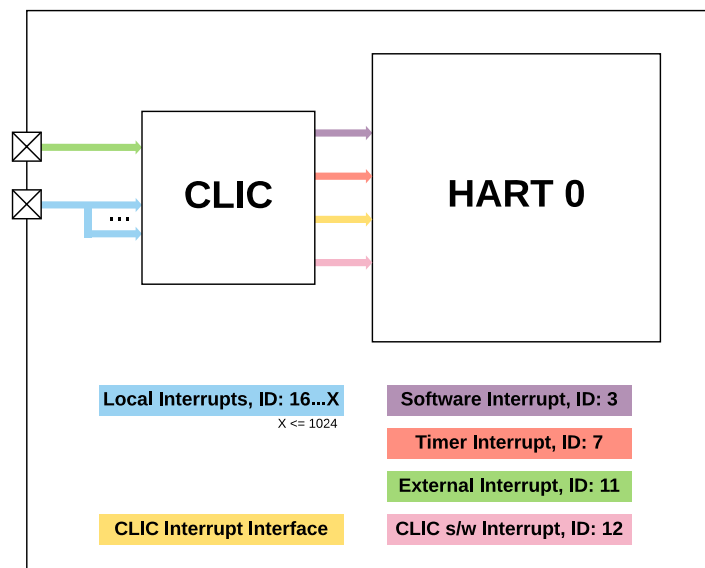 CLIC
HART 0
...
Local Interrupts, ID: 16...X
X <= 1024
Software Interrupt, ID: 3
Timer Interrupt, ID: 7
External Interrupt, ID: 11
CLIC Interrupt Interface
CLIC s/w Interrupt, ID: 12